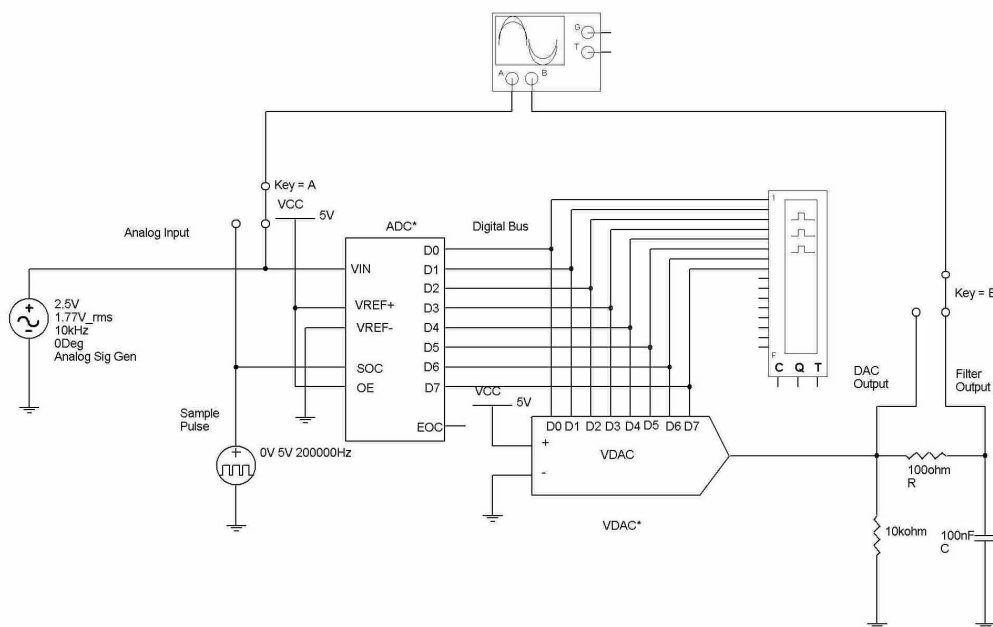 G
T
A
B
Key = A
VCC
5V
Analog Input
ADC*
Digital Bus
1
VIN
D0
D1
D2
D3
D4
D5
D6
D7
VREF+
VREF-
SOC
OE
EOC
2.5V
1.77V_rms
10kHz
0Deg
Analog Sig Gen
Key = B
F
C Q T
DAC
Output
Filter
Output
Sample
Pulse
0V 5V 200000Hz
VCC
5V
D0 D1 D2 D3 D4 D5 D6 D7
+
VDAC
-
VDAC*
100ohm
R
10kohm
100nF
C